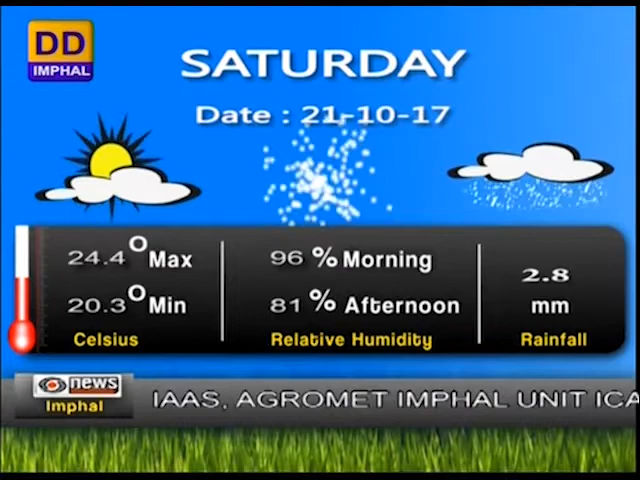 DD
IMPHAL
SATURDAY
Date : 21-10-17
24.4° Max
20.3° Min
Celsius
96 % Morning
81 % Afternoon
Relative Humidity
2.8
mm
Rainfall
news
Imphal
IAAS, AGROMET IMPHAL UNIT ICA